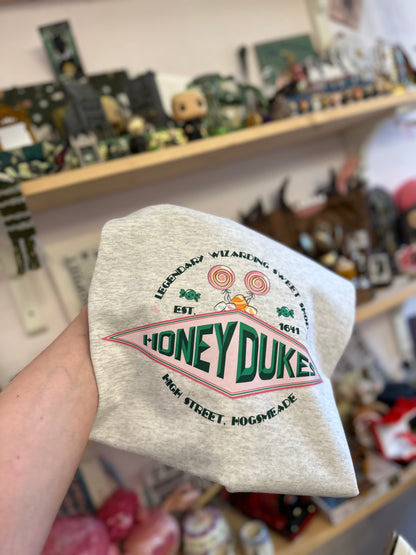 LEGENDARY WIZARDING SWEET SHOP
EST. 1641
HONEYDUKES
HIGH STREET, HOGSMEADE